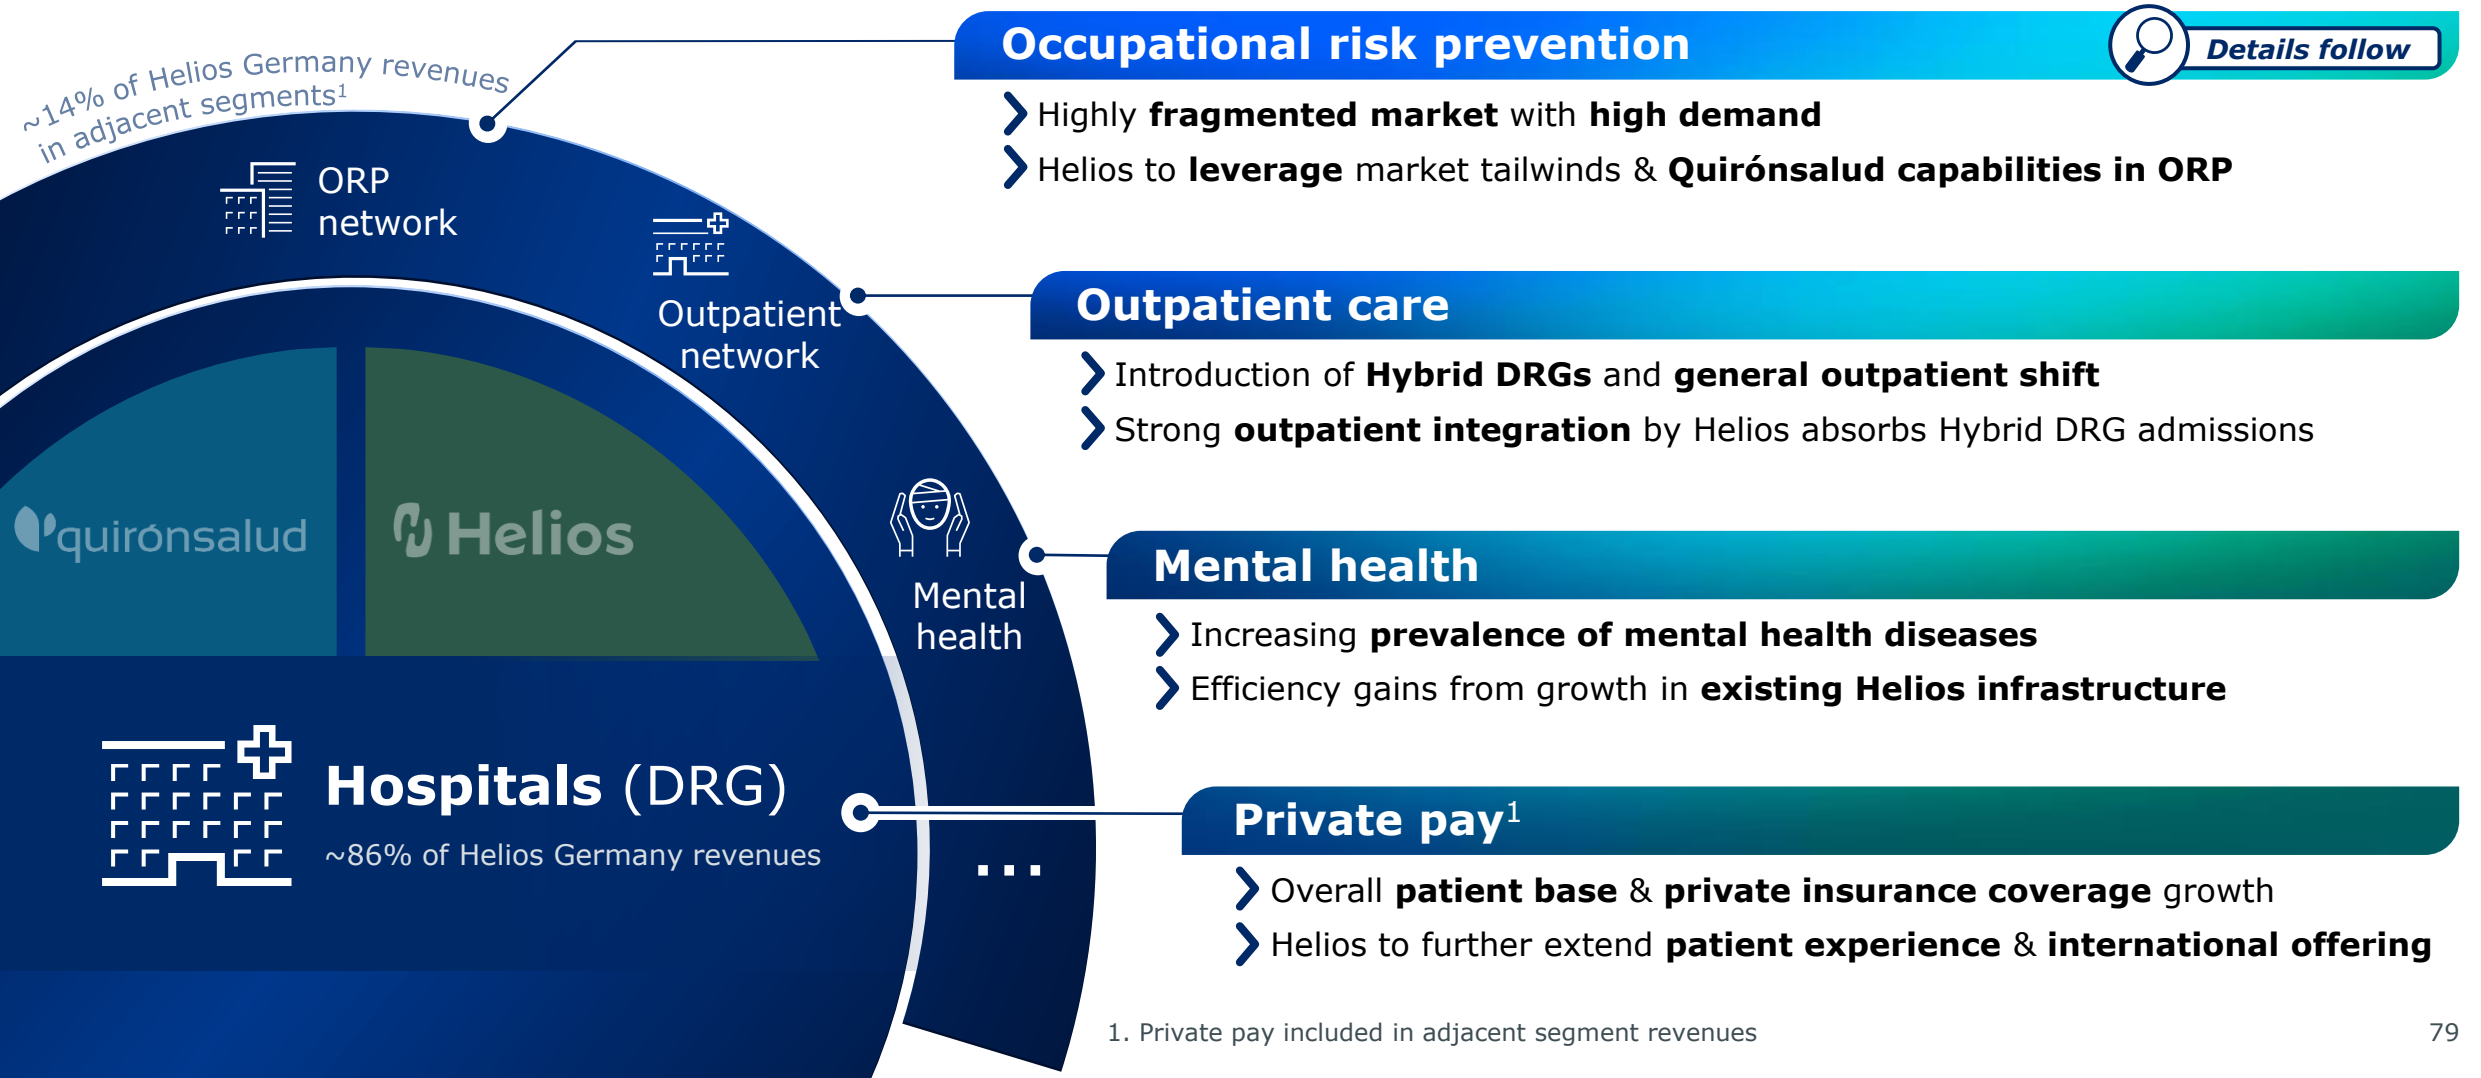 ~14% of Helios Germany revenues
in adjacent segments¹
ORP
network
Outpatient
network
Mental
health
quirónsalud
Helios
Hospitals (DRG)
~86% of Helios Germany revenues
...
Occupational risk prevention
Details follow
Highly fragmented market with high demand
Helios to leverage market tailwinds & Quirónsalud capabilities in ORP
Outpatient care
Introduction of Hybrid DRGs and general outpatient shift
Strong outpatient integration by Helios absorbs Hybrid DRG admissions
Mental health
Increasing prevalence of mental health diseases
Efficiency gains from growth in existing Helios infrastructure
Private pay¹
Overall patient base & private insurance coverage growth
Helios to further extend patient experience & international offering
1. Private pay included in adjacent segment revenues
79